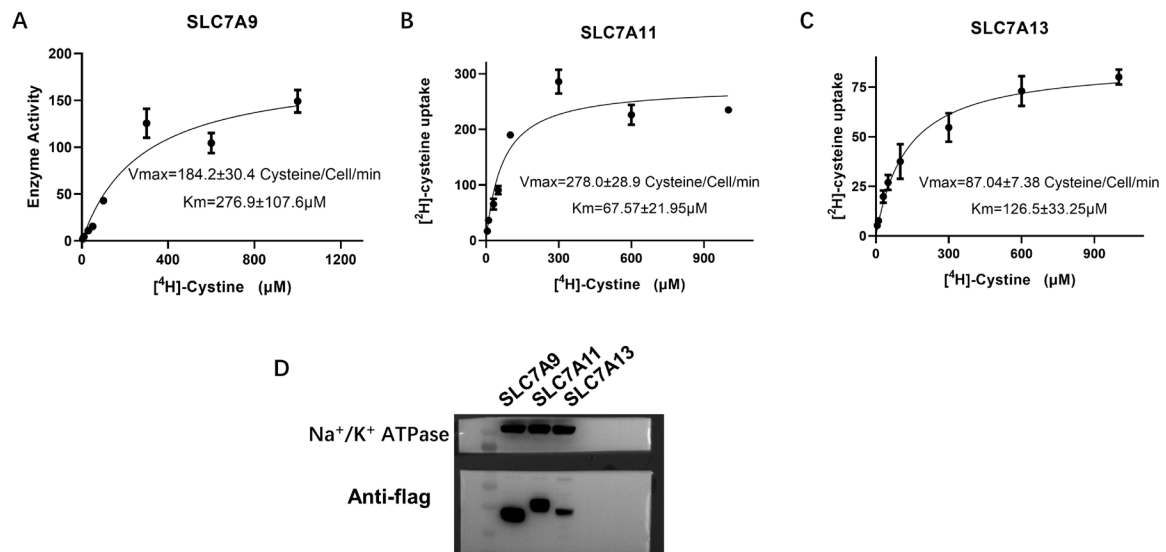 A
SLC7A9
Enzyme Activity
200
150
100
50
0
Vmax=184.2±30.4 Cysteine/Cell/min
Km=276.9±107.6μM
0
400
800
1200
[⁴H]-Cystine (μM)
B
SLC7A11
[²H]-cysteine uptake
300
200
100
0
Vmax=278.0±28.9 Cysteine/Cell/min
Km=67.57±21.95μM
0
300
600
900
[⁴H]-Cystine (μM)
C
SLC7A13
[²H]-cysteine uptake
75
50
25
0
Vmax=87.04±7.38 Cysteine/Cell/min
Km=126.5±33.25μM
0
300
600
900
[⁴H]-Cystine (μM)
D
SLC7A9
SLC7A11
SLC7A13
Na⁺/K⁺ ATPase
Anti-flag